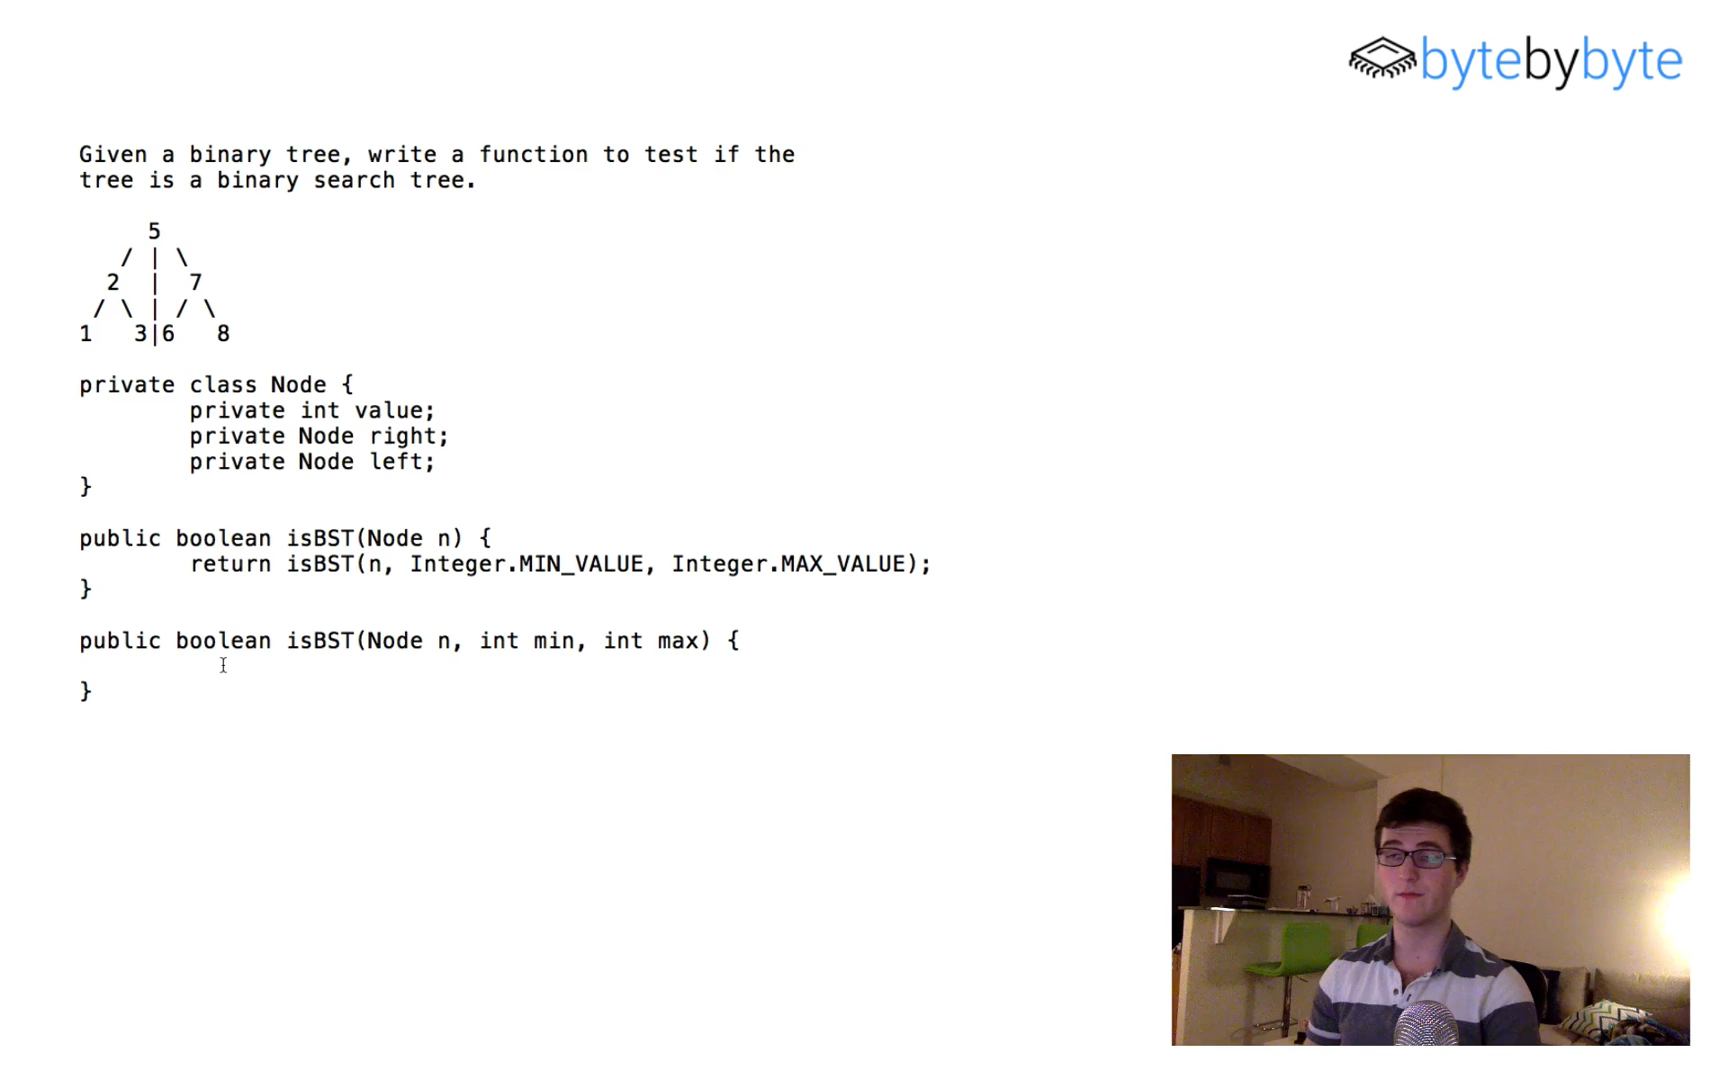 bytebybyte
Given a binary tree, write a function to test if the
tree is a binary search tree.
5
/ | \
2 | 7
/ \ | / \
1 3|6 8
private class Node {
private int value;
private Node right;
private Node left;
}
public boolean isBST(Node n) {
return isBST(n, Integer.MIN_VALUE, Integer.MAX_VALUE);
}
public boolean isBST(Node n, int min, int max) {
}